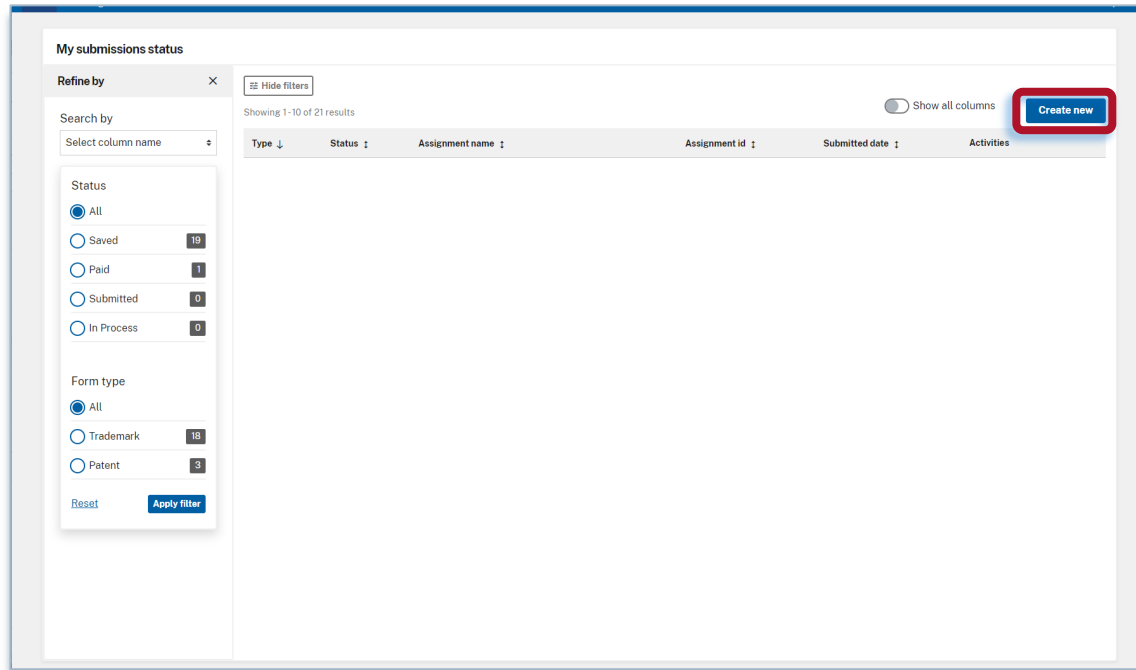 My submissions status
Refine by
Search by
Select column name
Status
All
Saved 19
Paid 1
Submitted 0
In Process 0
Form type
All
Trademark 18
Patent 3
Reset Apply filter
Hide filters
Showing 1-10 of 21 results
Show all columns
Create new
Type Status Assignment name Assignment id Submitted date Activities